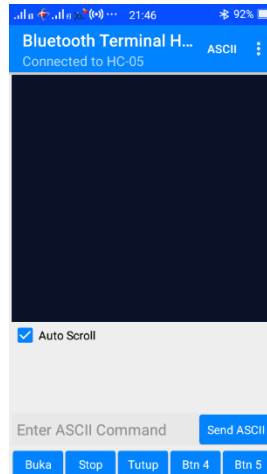 21:46 92%
Bluetooth Terminal H... ASCII
Connected to HC-05
Auto Scroll
Enter ASCII Command Send ASCII
Buka Stop Tutup Btn 4 Btn 5